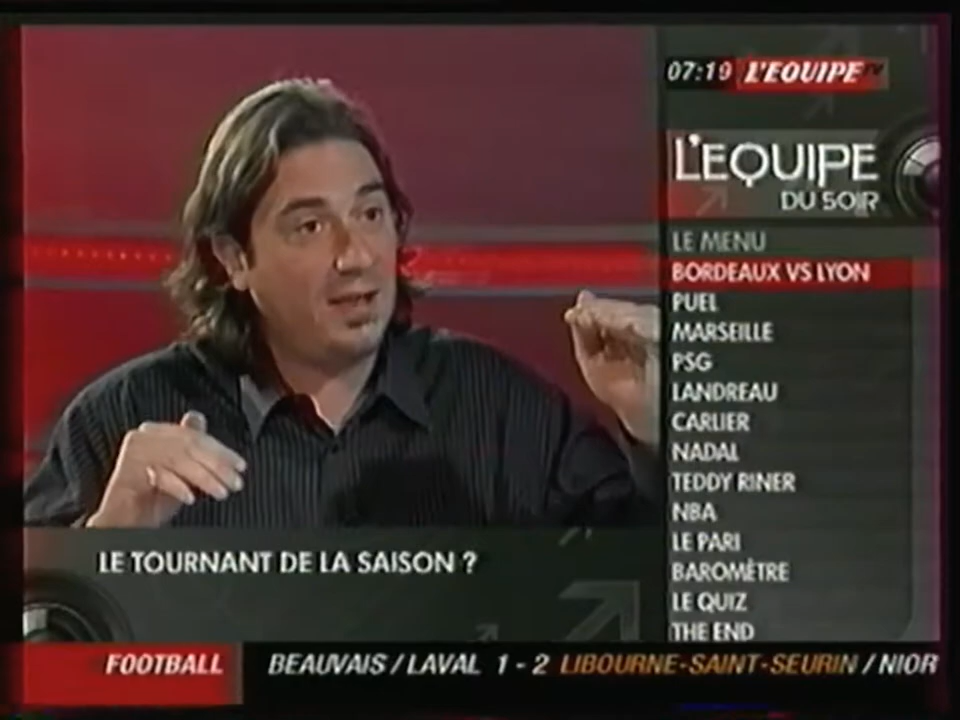 07:19 L'EQUIPE TV
L'EQUIPE
DU SOIR
LE MENU
BORDEAUX VS LYON
PUEL
MARSEILLE
PSG
LANDREAU
CARLIER
NADAL
TEDDY RINER
NBA
LE PARI
BAROMÈTRE
LE QUIZ
THE END
LE TOURNANT DE LA SAISON ?
FOOTBALL BEAUVAIS / LAVAL 1 - 2 LIBOURNE-SAINT-SEURIN / NIOR